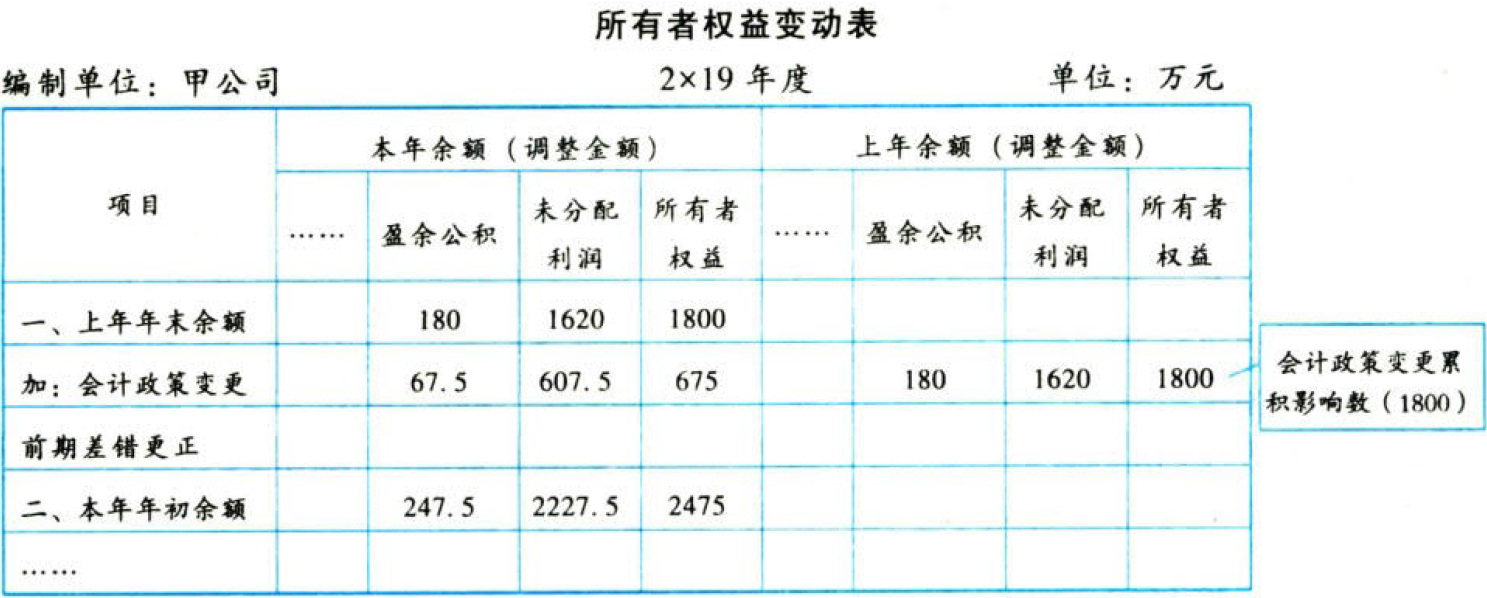 所有者权益变动表
编制单位：甲公司 2×19年度 单位：万元
项目 本年余额（调整金额） 上年余额（调整金额）
…… 盈余公积 未分配利润 所有者权益 …… 盈余公积 未分配利润 所有者权益
一、上年年末余额 180 1620 1800
加：会计政策变更 67.5 607.5 675 180 1620 1800
会计政策变更累
积影响数（1800）
前期差错更正
二、本年年初余额 247.5 2227.5 2475
……